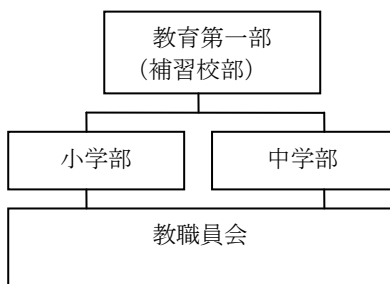 教育第一部
（補習校部）
小学部
中学部
教職員会